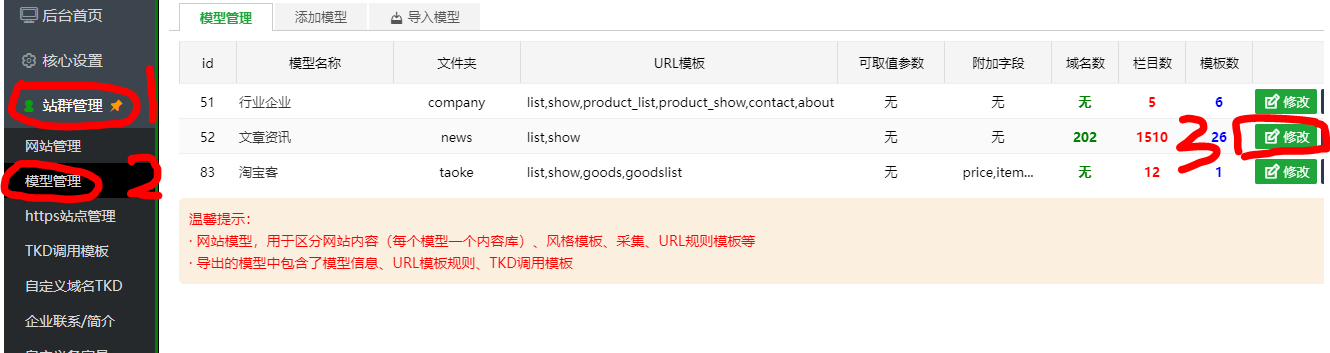 后台首页
核心设置
站群管理
网站管理
模型管理
https站点管理
TKD调用模板
自定义域名TKD
企业联系/简介
1
2
模型管理 添加模型 导入模型
id 模型名称 文件夹 URL模板 可取值参数 附加字段 域名数 栏目数 模板数
51 行业企业 company list,show,product_list,product_show,contact,about 无 无 无 5 6 修改
52 文章资讯 news list,show 无 无 202 1510 26 修改
83 淘宝客 taoke list,show,goods,goodslist 无 price,item... 无 12 1 修改
3
温馨提示：
· 网站模型，用于区分网站内容（每个模型一个内容库）、风格模板、采集、URL规则模板等
· 导出的模型中包含了模型信息、URL模板规则、TKD调用模板